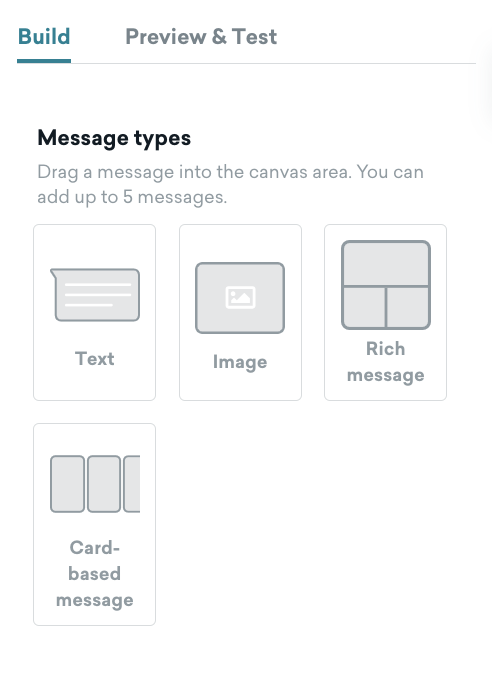 Build Preview & Test
Message types
Drag a message into the canvas area. You can
add up to 5 messages.
Text
Image
Rich
message
Card-
based
message